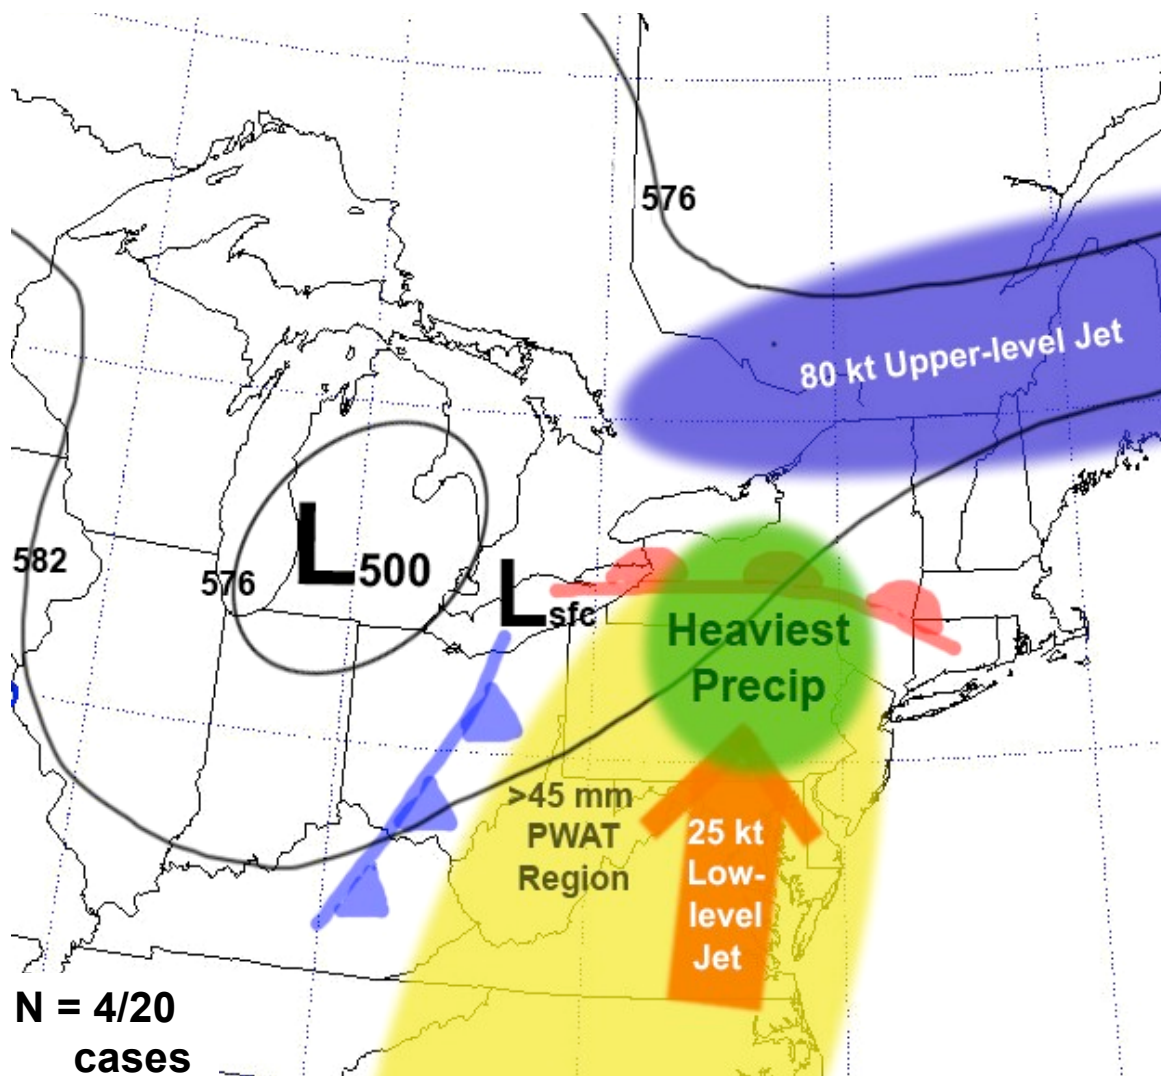 576
80 kt Upper-level Jet
582
576
L500
Lsfc
Heaviest
Precip
>45 mm
PWAT
Region
25 kt
Low-
level
Jet
N = 4/20
cases